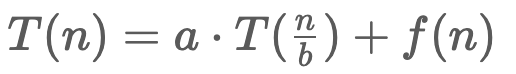 T(n) = a · T(n/b) + f(n)